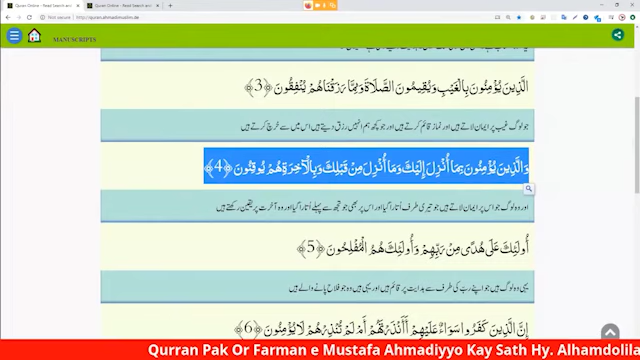 Quran Online - Read Search and
Quran Online - Read Search and
http://quran.ahmadimuslim.de
MANUSCRIPTS
الَّذِينَ يُؤْمِنُونَ بِالْغَيْبِ وَيُقِيمُونَ الصَّلَاةَ وَمِمَّا رَزَقْنَاهُمْ يُنْفِقُونَ ﴿3﴾
جو لوگ غیب پر ایمان لاتے ہیں اور نماز قائم کرتے ہیں اور جو کچھ ہم انہیں رزق دیتے ہیں اس میں سے خرچ کرتے ہیں
وَالَّذِينَ يُؤْمِنُونَ بِمَا أُنْزِلَ إِلَيْكَ وَمَا أُنْزِلَ مِنْ قَبْلِكَ وَبِالْآخِرَةِ هُمْ يُوقِنُونَ ﴿4﴾
اور وہ لوگ جو اس پر ایمان لاتے ہیں جو تیری طرف اُتارا گیا اور اس پر بھی جو تجھ سے پہلے اُتارا گیا اور وہ آخرت پر یقین رکھتے ہیں
أُولَئِكَ عَلَى هُدًى مِنْ رَبِّهِمْ وَأُولَئِكَ هُمُ الْمُفْلِحُونَ ﴿5﴾
یہی وہ لوگ ہیں جو اپنے ربّ کی طرف سے ہدایت پر قائم ہیں اور یہی ہیں وہ جو فلاح پانے والے ہیں
إِنَّ الَّذِينَ كَفَرُوا سَوَاءٌ عَلَيْهِمْ أَأَنْذَرْتَهُمْ أَمْ لَمْ تُنْذِرْهُمْ لَا يُؤْمِنُونَ ﴿6﴾
Qurran Pak Or Farman e Mustafa Ahmadiyyo Kay Sath Hy. Alhamdolila